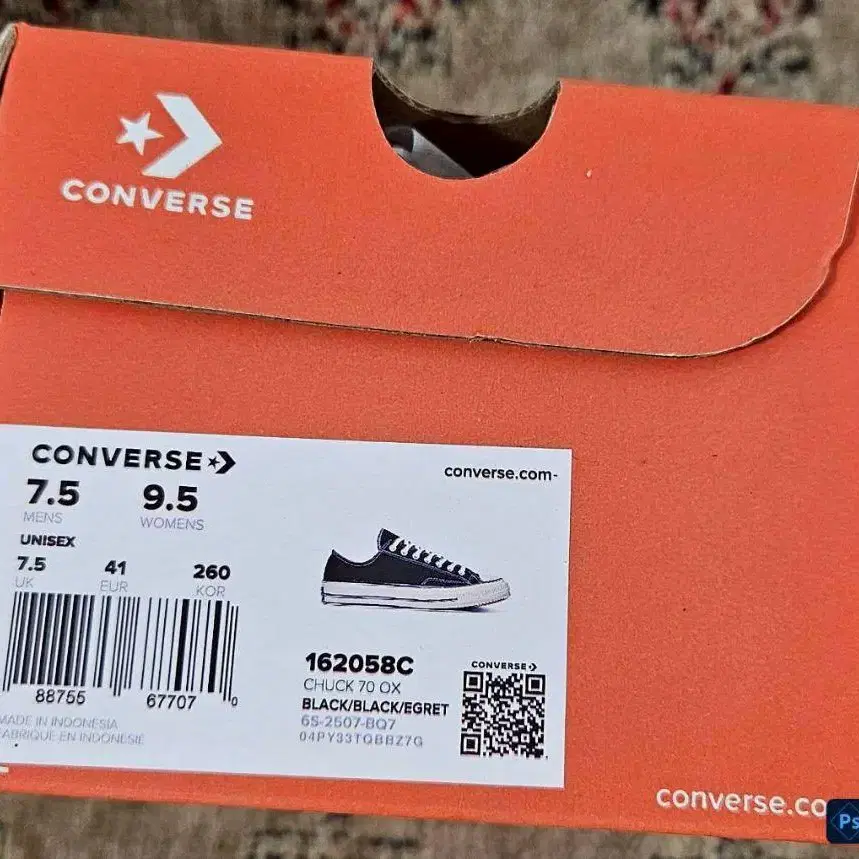 CONVERSE
CONVERSE
converse.com
7.5 9.5
MENS WOMENS
UNISEX
7.5 41 260
UK EUR KOR
88755 67707 0
MADE IN INDONESIA
FABRIQUE EN INDONESIE
162058C
CHUCK 70 OX
BLACK/BLACK/EGRET
6S-2507-BQ7
04PY33TGBBZ7G
CONVERSE
converse.co
Ps